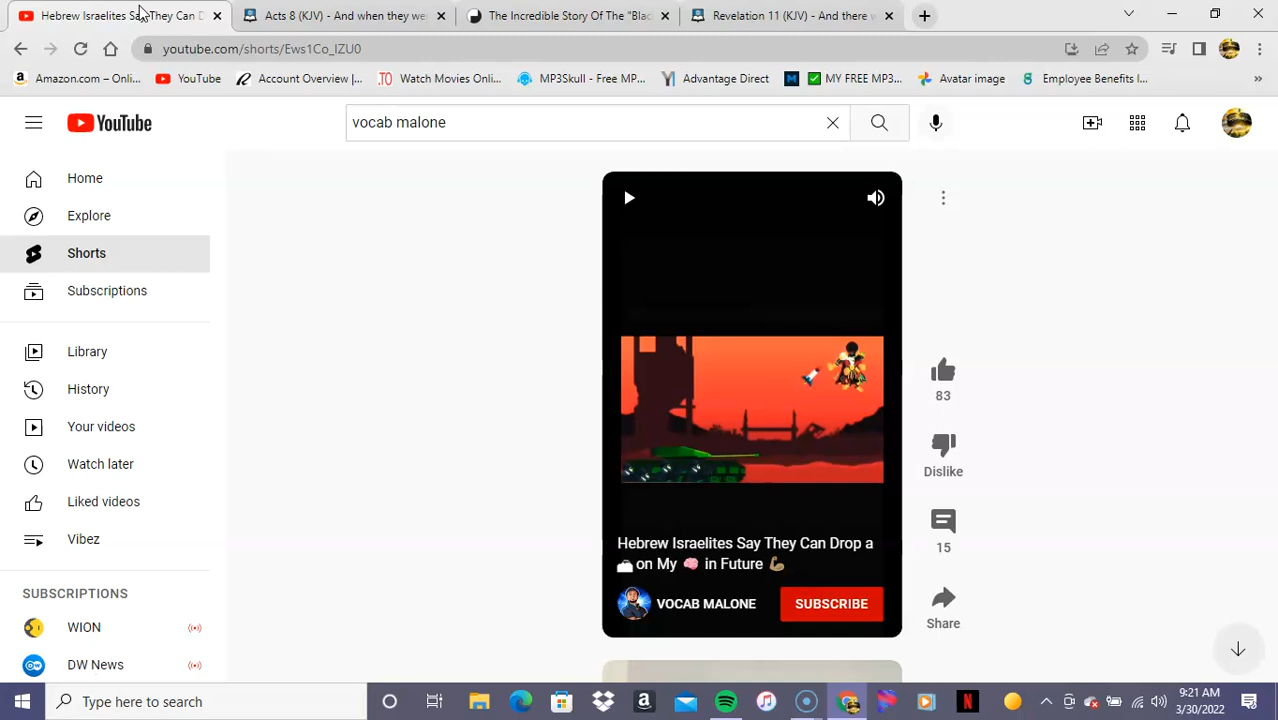 Hebrew Israelites Say They Can D
Acts 8 (KJV) - And when they we
The Incredible Story Of The "Blac
Revelation 11 (KJV) - And there w
youtube.com/shorts/Ews1Co_IZU0
Amazon.com – Onli...
YouTube
Account Overview |...
.TO Watch Movies Onlin...
MP3Skull - Free MP...
Advantage Direct
MY FREE MP3...
Avatar image
Employee Benefits I...
YouTube
vocab malone
Home
Explore
Shorts
Subscriptions
Library
History
Your videos
Watch later
Liked videos
Vibez
SUBSCRIPTIONS
WION
DW News
83
Dislike
15
Share
Hebrew Israelites Say They Can Drop a
on My 🧠 in Future 💪🏽
VOCAB MALONE
SUBSCRIBE
Type here to search
9:21 AM
3/30/2022